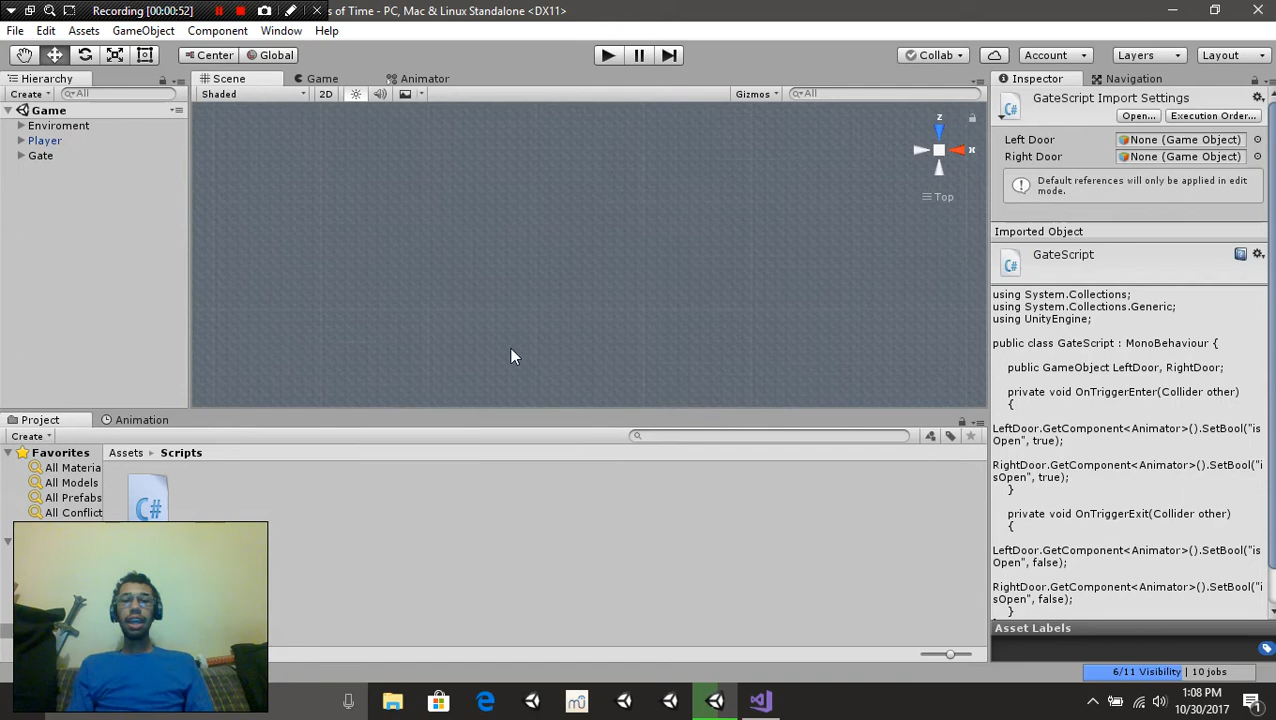 Recording [00:00:52]
s of Time - PC, Mac & Linux Standalone <DX11>
File Edit Assets GameObject Component Window Help
Center Global Collab Account Layers Layout
Hierarchy
Create All
Game
Enviroment
Player
Gate
Scene Game Animator
Shaded 2D Gizmos All
z
x
Top
Inspector Navigation
GateScript Import Settings
Open... Execution Order...
Left Door None (Game Object)
Right Door None (Game Object)
Default references will only be applied in edit
mode.
Imported Object
GateScript
C#
using System.Collections;
using System.Collections.Generic;
using UnityEngine;
public class GateScript : MonoBehaviour {
public GameObject LeftDoor, RightDoor;
private void OnTriggerEnter(Collider other)
{
LeftDoor.GetComponent<Animator>().SetBool("is
Open", true);
RightDoor.GetComponent<Animator>().SetBool("i
sOpen", true);
}
private void OnTriggerExit(Collider other)
{
LeftDoor.GetComponent<Animator>().SetBool("is
Open", false);
RightDoor.GetComponent<Animator>().SetBool("i
sOpen", false);
}
Asset Labels
Project Animation
Create
Favorites
All Materia
All Models
All Prefabs
All Conflict
Assets Scripts
C#
6/11 Visibility | 10 jobs
1:08 PM
10/30/2017